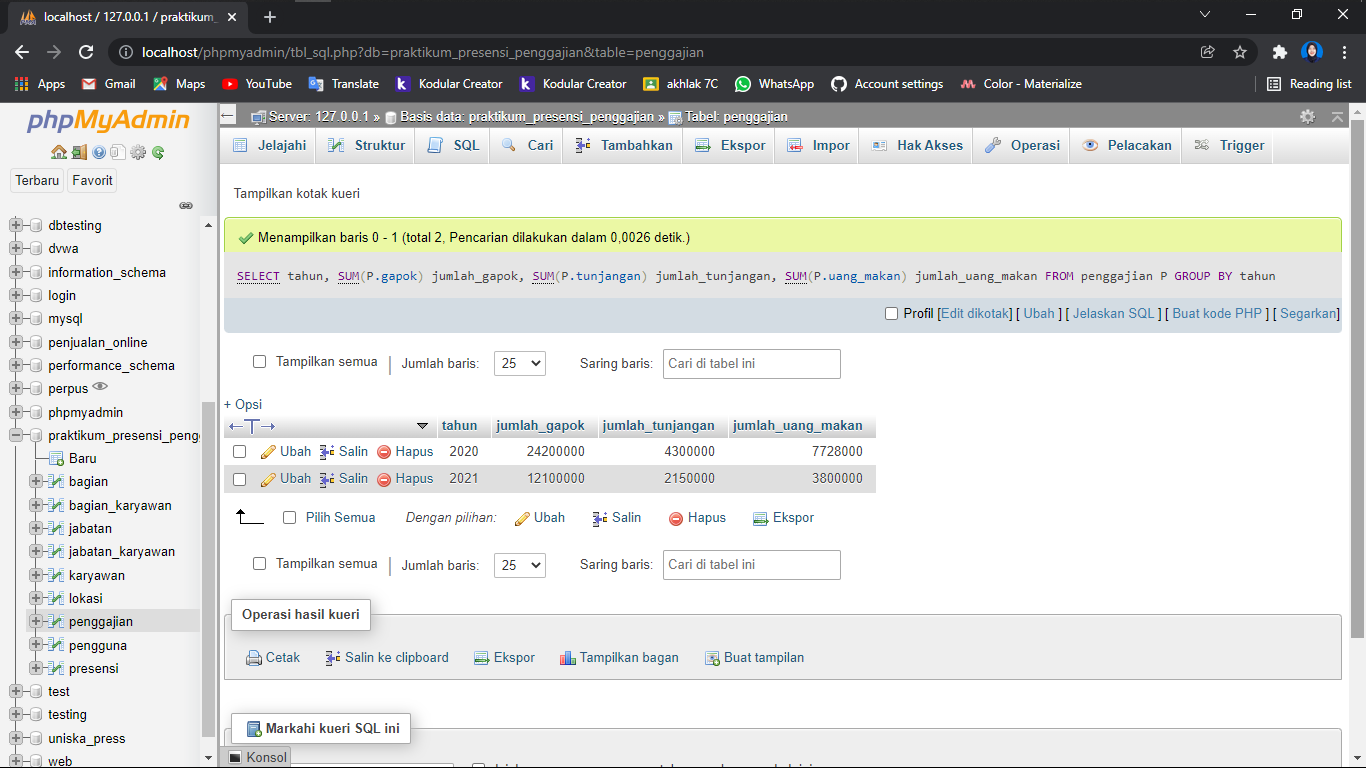 localhost / 127.0.0.1 / praktikum_
localhost/phpmyadmin/tbl_sql.php?db=praktikum_presensi_penggajian&table=penggajian
Apps Gmail Maps YouTube Translate Kodular Creator Kodular Creator akhlak 7C WhatsApp Account settings Color - Materialize Reading list
phpMyAdmin
Terbaru Favorit
dbtesting
dvwa
information_schema
login
mysql
penjualan_online
performance_schema
perpus
phpmyadmin
praktikum_presensi_peng
Baru
bagian
bagian_karyawan
jabatan
jabatan_karyawan
karyawan
lokasi
penggajian
pengguna
presensi
test
testing
uniska_press
web
Server: 127.0.0.1 » Basis data: praktikum_presensi_penggajian » Tabel: penggajian
Jelajahi Struktur SQL Cari Tambahkan Ekspor Impor Hak Akses Operasi Pelacakan Trigger
Tampilkan kotak kueri
Menampilkan baris 0 - 1 (total 2, Pencarian dilakukan dalam 0,0026 detik.)
SELECT tahun, SUM(P.gapok) jumlah_gapok, SUM(P.tunjangan) jumlah_tunjangan, SUM(P.uang_makan) jumlah_uang_makan FROM penggajian P GROUP BY tahun
Profil [Edit dikotak] [ Ubah ] [ Jelaskan SQL ] [ Buat kode PHP ] [ Segarkan]
Tampilkan semua | Jumlah baris: 25 Saring baris: Cari di tabel ini
+ Opsi
←T→ tahun jumlah_gapok jumlah_tunjangan jumlah_uang_makan
Ubah Salin Hapus 2020 24200000 4300000 7728000
Ubah Salin Hapus 2021 12100000 2150000 3800000
Pilih Semua Dengan pilihan: Ubah Salin Hapus Ekspor
Tampilkan semua | Jumlah baris: 25 Saring baris: Cari di tabel ini
Operasi hasil kueri
Cetak Salin ke clipboard Ekspor Tampilkan bagan Buat tampilan
Markahi kueri SQL ini
Konsol